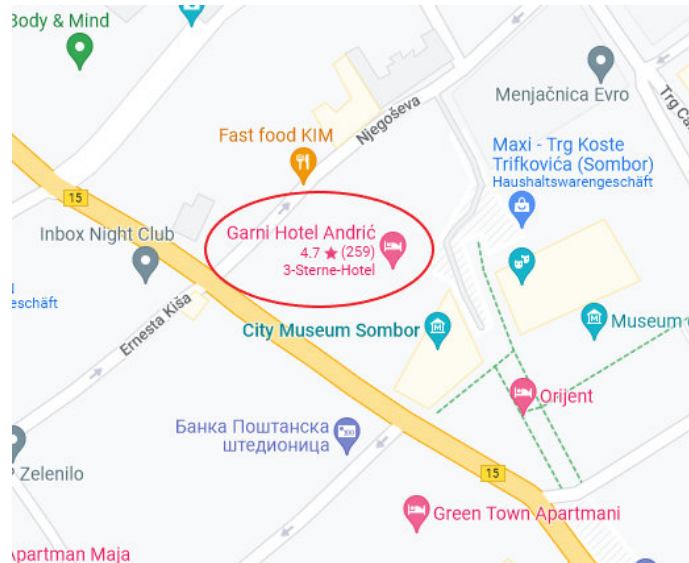 Body & Mind
Menjačnica Evro
Trg
Njegoševa
Fast food KIM
Maxi - Trg Koste
Trifkovića (Sombor)
Haushaltswarengeschäft
15
Garni Hotel Andrić
4.7 ★ (259)
3-Sterne-Hotel
Inbox Night Club
eschäft
Ernesta Kiša
City Museum Sombor
Museum
Orijent
Банка Поштанска
штедионица
15
Zelenilo
Green Town Apartmani
Apartman Maja